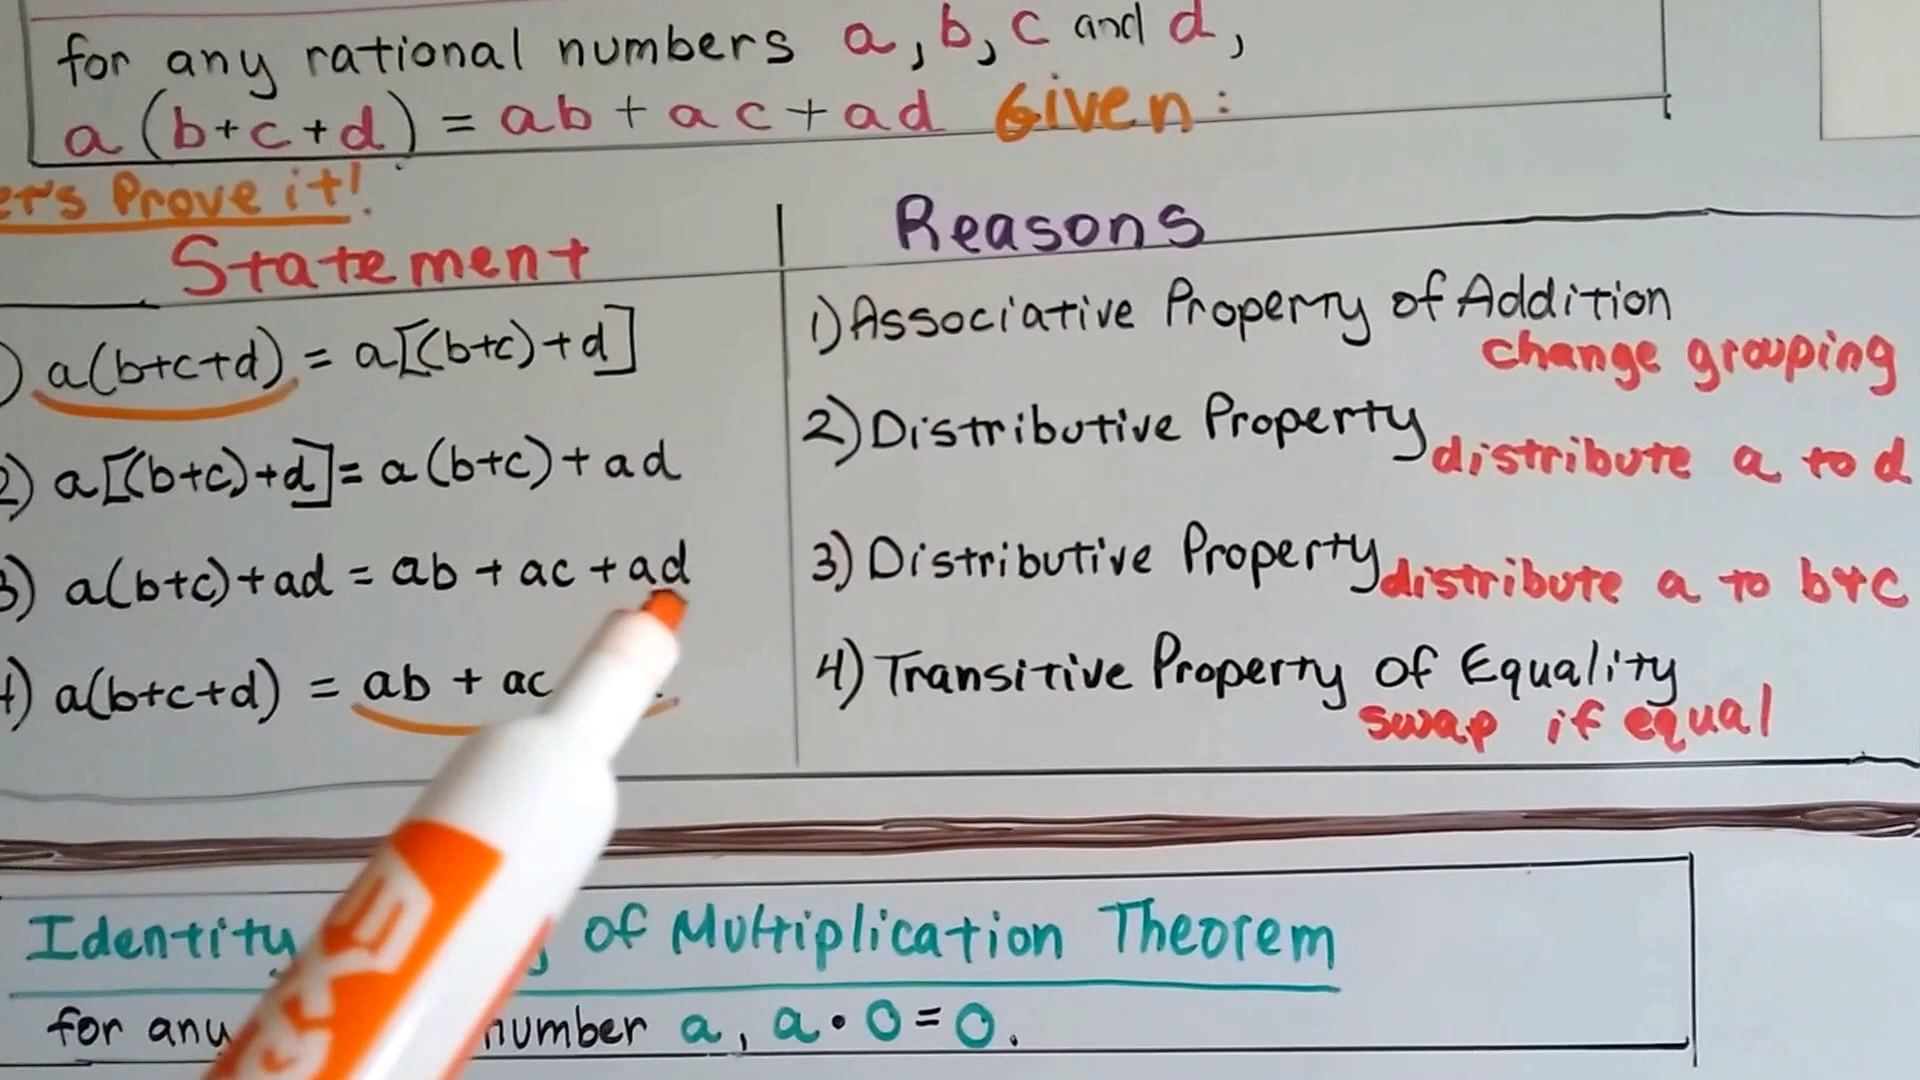 for any rational numbers a, b, c and d,
a(b+c+d) = ab + ac + ad Given:
Prove it!
Statement
Reasons
a(b+c+d) = a[(b+c)+d]
1) Associative Property of Addition
change grouping
2) a[(b+c)+d] = a(b+c) + ad
2) Distributive Property
distribute a to d
3) a(b+c) + ad = ab + ac + ad
3) Distributive Property
distribute a to b+c
4) a(b+c+d) = ab + ac
4) Transitive Property of Equality
swap if equal
Identity of Multiplication Theorem
for any number a, a · 0 = 0.